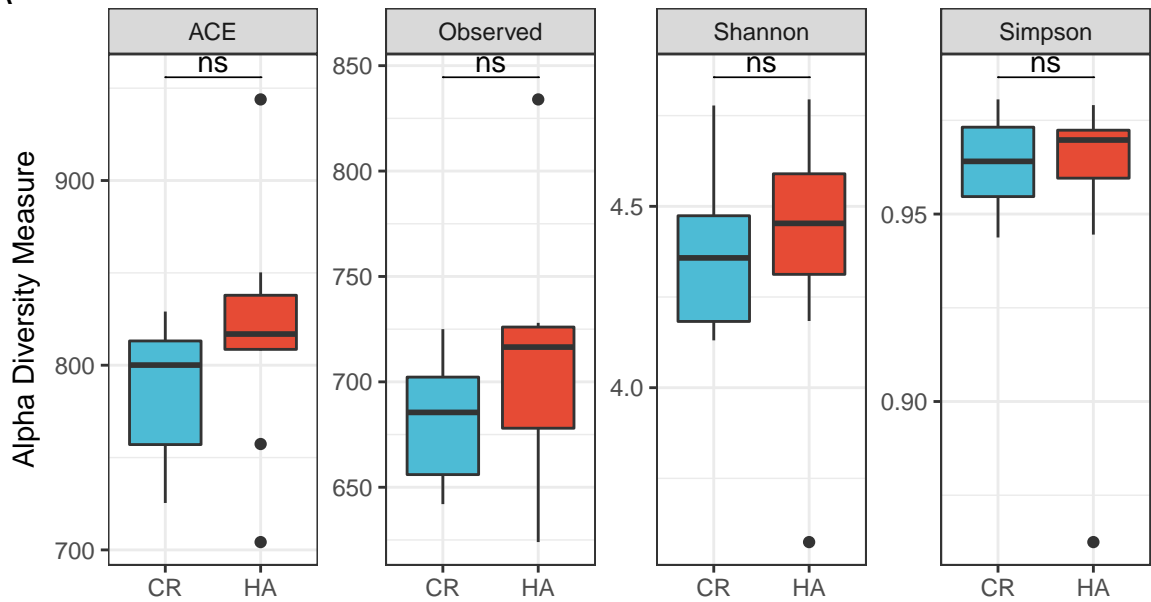 ACE
Observed
Shannon
Simpson
ns
ns
ns
ns
Alpha Diversity Measure
900
800
700
850
800
750
700
650
4.5
4.0
0.95
0.90
CR
HA
CR
HA
CR
HA
CR
HA